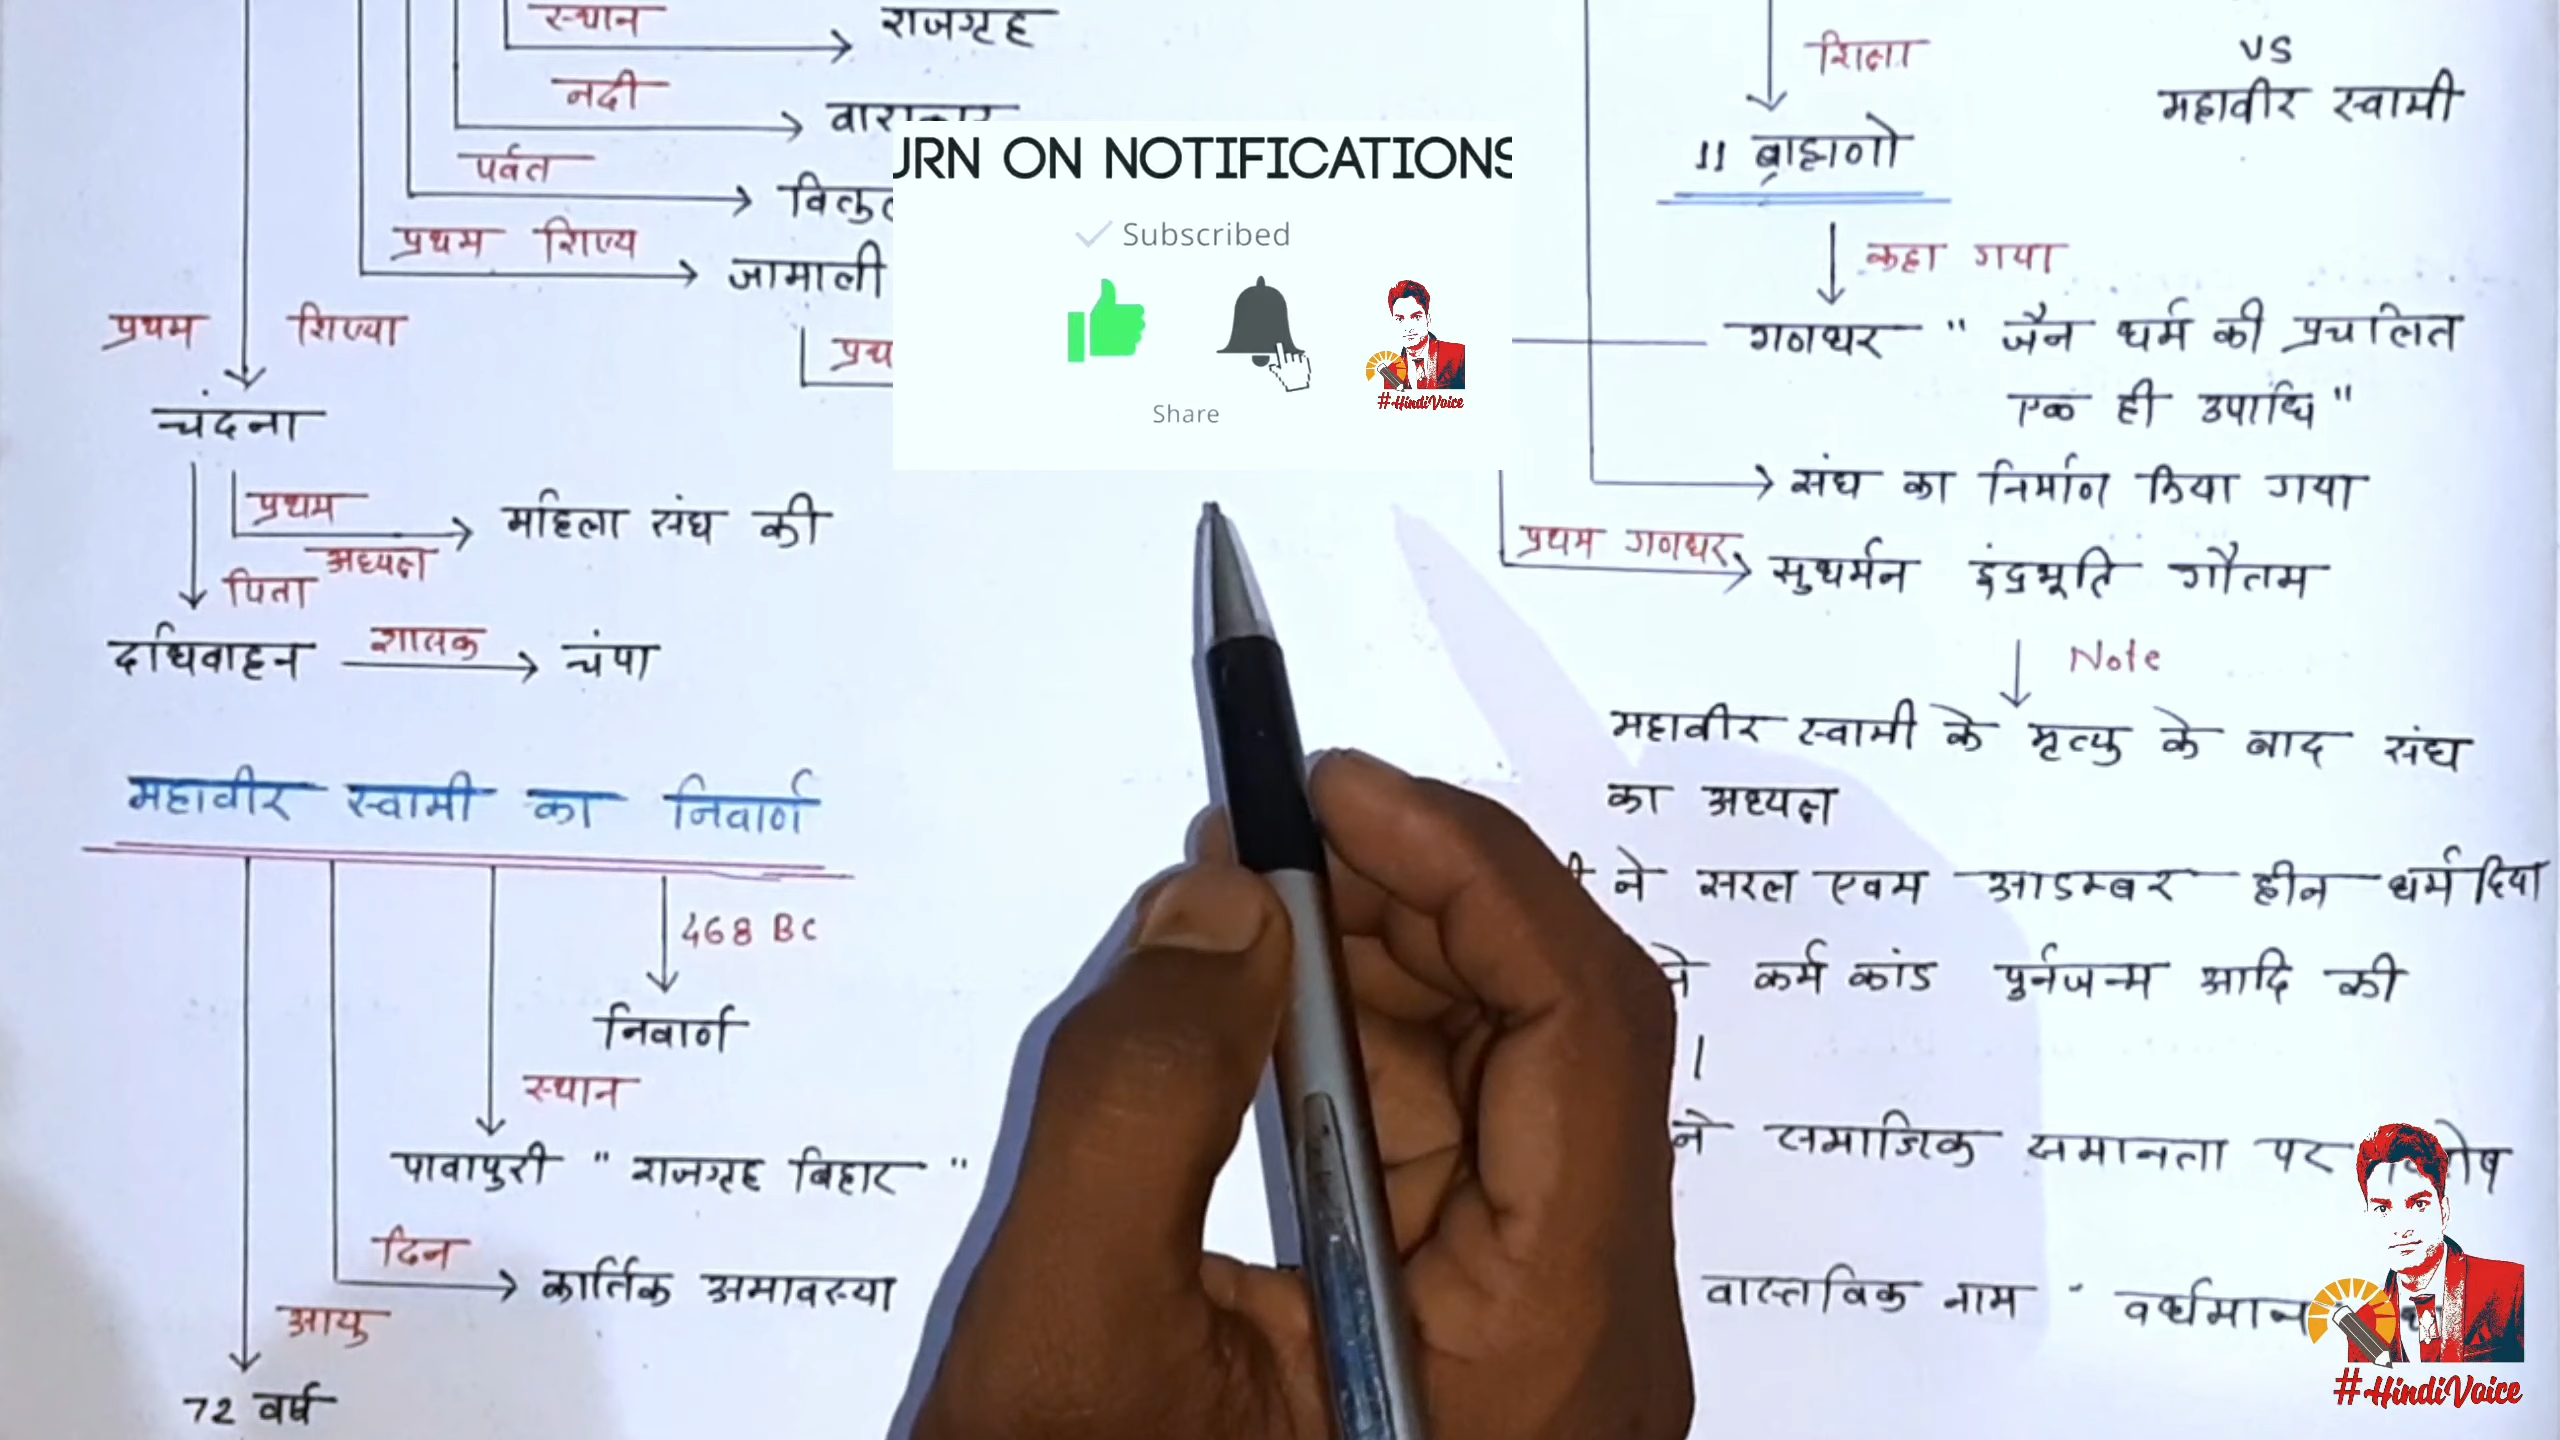 स्थान
राजगृह
नदी
पर्वत
प्रथम शिष्य
जामाली
प्रथम शिष्या
चंदना
प्रथम
अध्यक्ष
महिला संघ की
पिता
दधिवाहन शासक चंपा
महावीर स्वामी का निवार्ण
468 BC
निवार्ण
स्थान
पावापुरी " राजगृह बिहार "
दिन
कार्तिक अमावस्या
आयु
72 वर्ष
URN ON NOTIFICATIONS
Subscribed
Share
#HindiVoice
शिक्षा
VS
महावीर स्वामी
11 ब्राह्मणो
कहा गया
गणधर " जैन धर्म की प्रचलित
एक ही उपाधि "
संघ का निर्माण किया गया
प्रथम गणधर
सुधर्मन इंद्रभूति गौतम
Note
महावीर स्वामी के मृत्यु के बाद संघ
का अध्यक्ष
ने सरल एवम आडम्बर हीन धर्म दिया
ने कर्म कांड पुर्नजन्म आदि की
।
ने समाजिक समानता पर
वास्तविक नाम वर्धमान
#HindiVoice